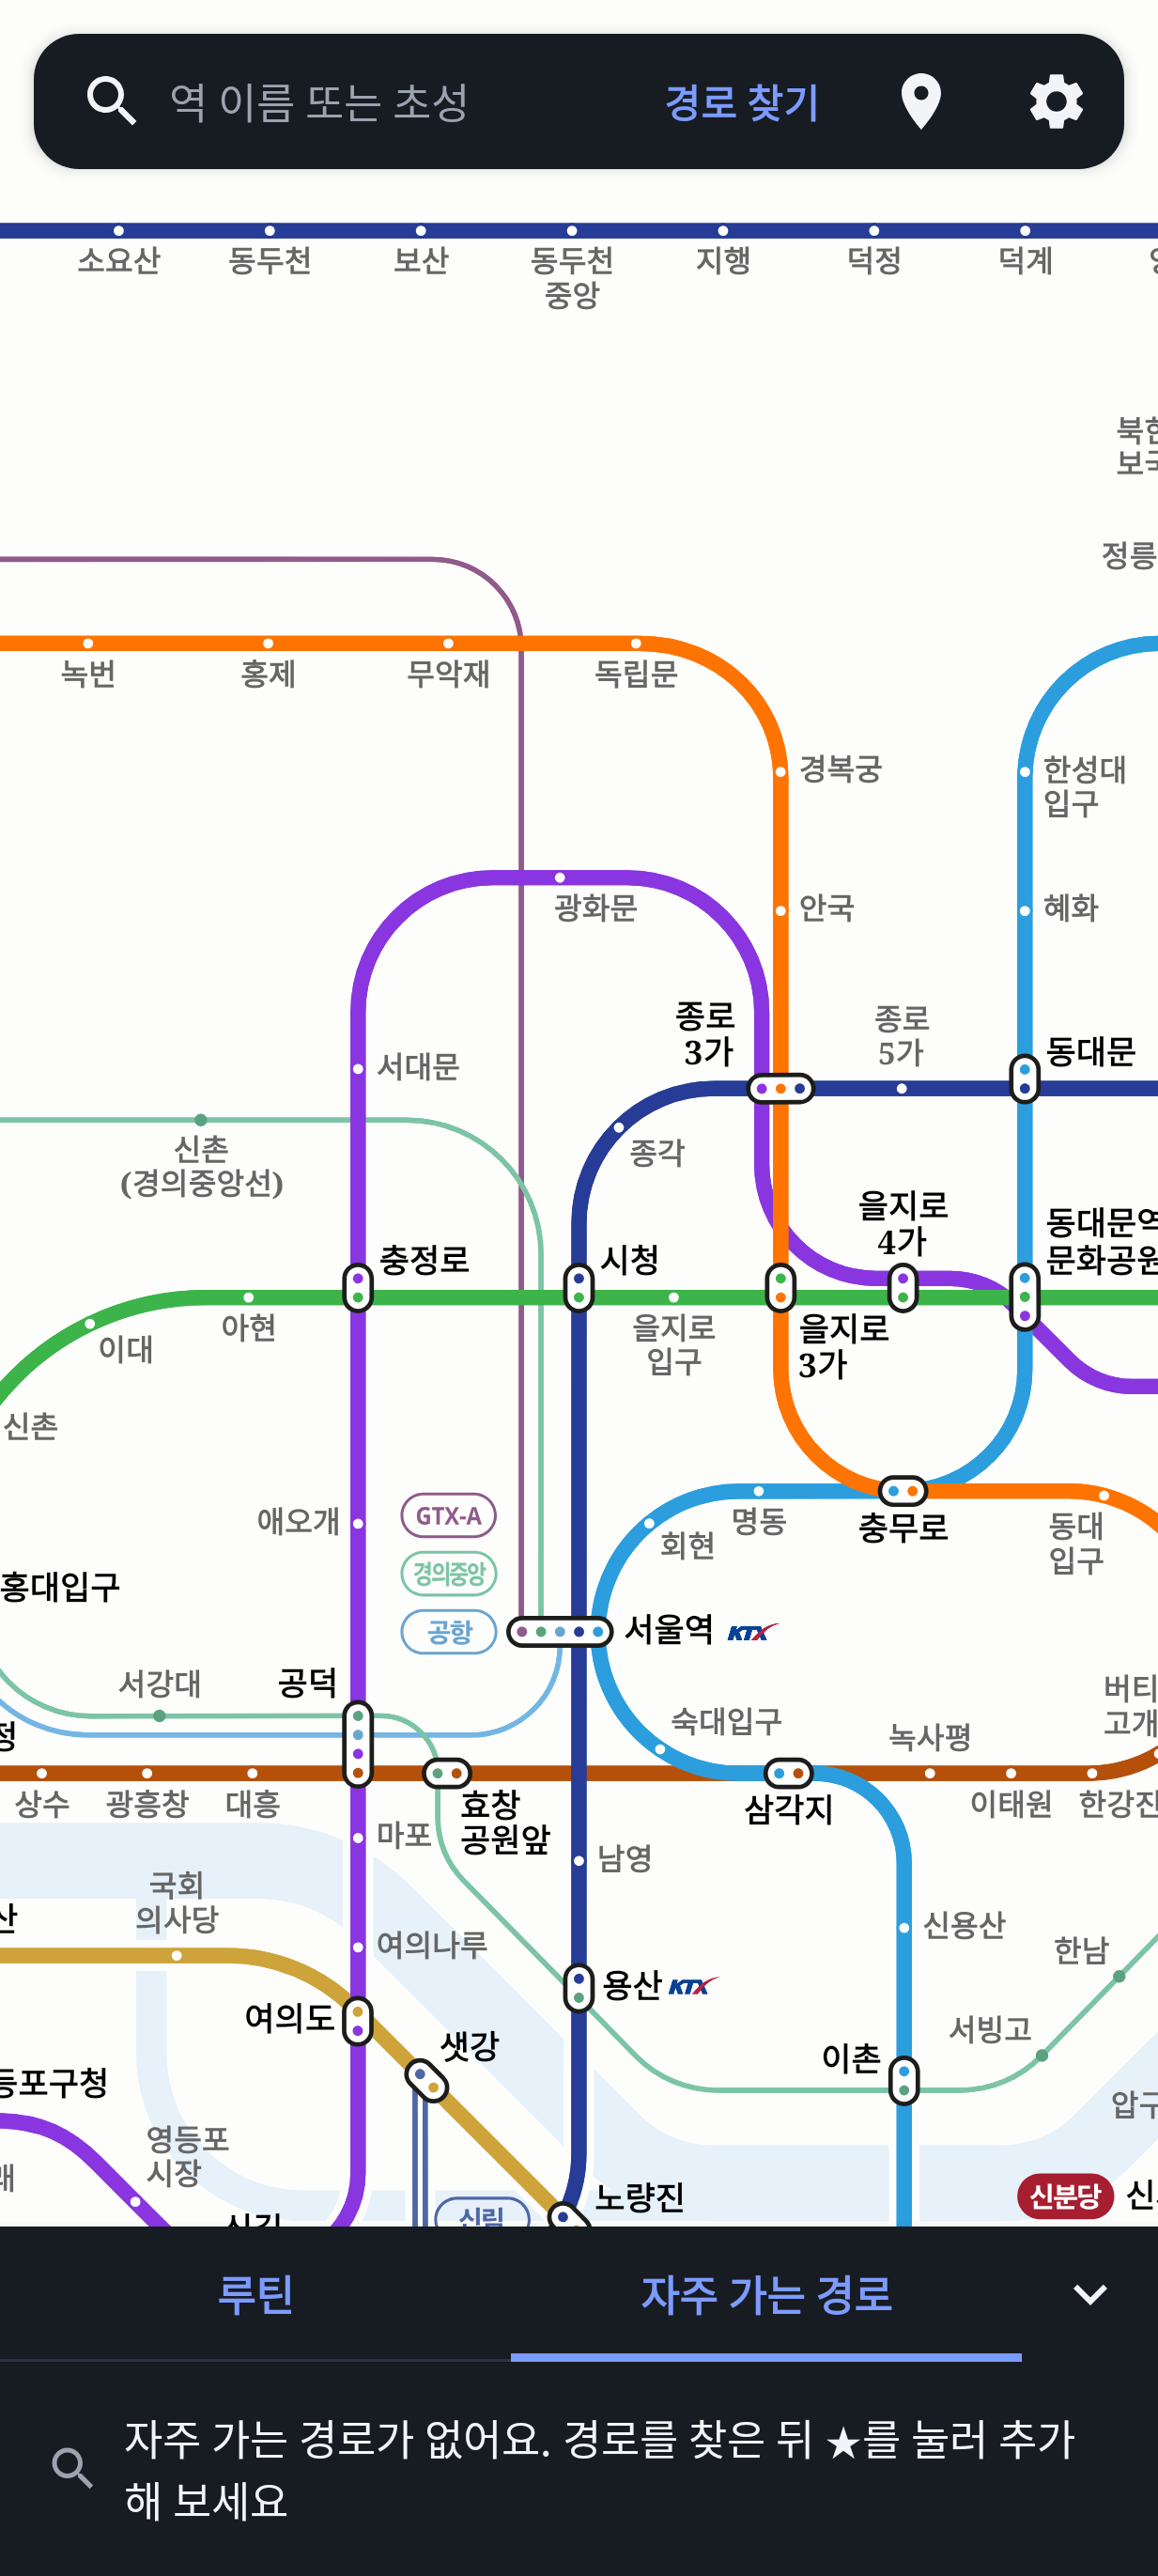 역 이름 또는 초성
경로 찾기
소요산
동두천
보산
동두천
중앙
지행
덕정
덕계
정릉
녹번
홍제
무악재
독립문
경복궁
한성대
입구
광화문
안국
혜화
종로
3가
종로
5가
동대문
서대문
종각
신촌
(경의중앙선)
을지로
4가
동대문역
문화공원
충정로
시청
이대
아현
을지로
입구
을지로
3가
신촌
애오개
GTX-A
경의중앙
공항
회현
명동
충무로
동대
입구
홍대입구
서울역 KTX
서강대
공덕
숙대입구
녹사평
버티
고개
상수
광흥창
대흥
효창
공원앞
삼각지
이태원
한강진
마포
남영
국회
의사당
여의나루
신용산
한남
용산 KTX
여의도
샛강
서빙고
이촌
등포구청
영등포
시장
압구
노량진
신분당
신림
루틴
자주 가는 경로
자주 가는 경로가 없어요. 경로를 찾은 뒤 ★를 눌러 추가
해 보세요